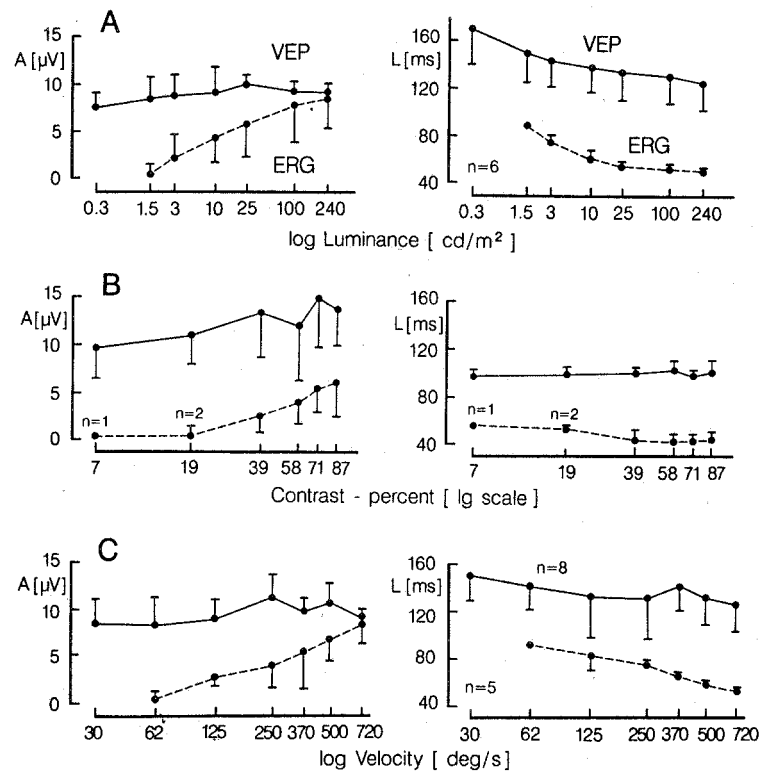 A
A [µV]
15
10
5
0
VEP
ERG
0.3 1.5 3 10 25 100 240
L [ms]
160
120
80
40
VEP
ERG
n=6
0.3 1.5 3 10 25 100 240
log Luminance [ cd/m² ]
B
A [µV]
15
10
5
0
n=1 n=2
7 19 39 58 71 87
L [ms]
160
120
80
40
n=1 n=2
7 19 39 58 71 87
Contrast - percent [ lg scale ]
C
A [µV]
15
10
5
0
30 62 125 250 370 500 720
L [ms]
160
120
80
40
n=8
n=5
30 62 125 250 370 500 720
log Velocity [ deg/s ]